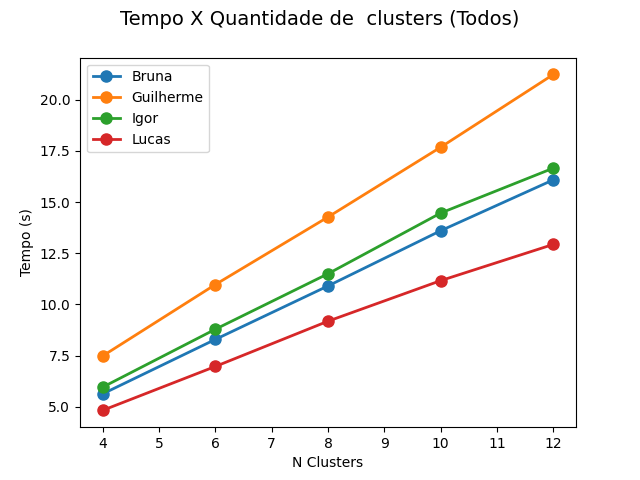 Tempo X Quantidade de  clusters (Todos)
Bruna
Guilherme
Igor
Lucas
20.0
17.5
15.0
12.5
10.0
7.5
5.0
Tempo (s)
4 5 6 7 8 9 10 11 12
N Clusters